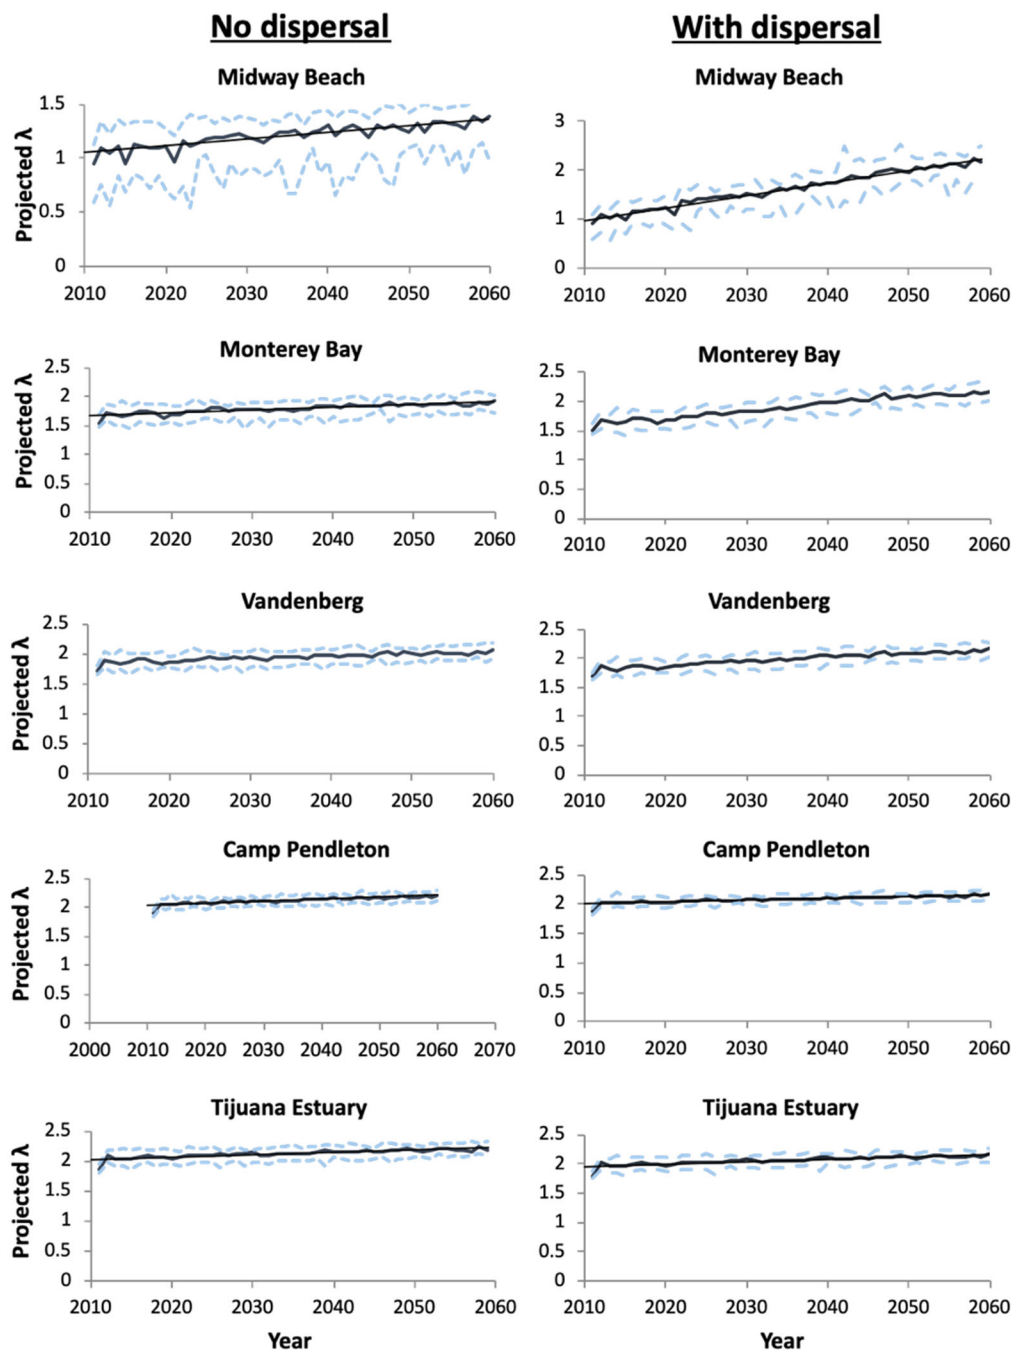 No dispersal With dispersal
Midway Beach Midway Beach
Projected λ
1.5
1
0.5
0
2010 2020 2030 2040 2050 2060
3
2
1
0
2010 2020 2030 2040 2050 2060
Monterey Bay Monterey Bay
Projected λ
2.5
2
1.5
1
0.5
0
2010 2020 2030 2040 2050 2060
2.5
2
1.5
1
0.5
0
2010 2020 2030 2040 2050 2060
Vandenberg Vandenberg
Projected λ
2.5
2
1.5
1
0.5
0
2010 2020 2030 2040 2050 2060
2.5
2
1.5
1
0.5
0
2010 2020 2030 2040 2050 2060
Camp Pendleton Camp Pendleton
Projected λ
2.5
2
1.5
1
0.5
0
2000 2010 2020 2030 2040 2050 2060 2070
2.5
2
1.5
1
0.5
0
2010 2020 2030 2040 2050 2060
Tijuana Estuary Tijuana Estuary
Projected λ
2.5
2
1.5
1
0.5
0
2010 2020 2030 2040 2050 2060
Year
2.5
2
1.5
1
0.5
0
2010 2020 2030 2040 2050 2060
Year